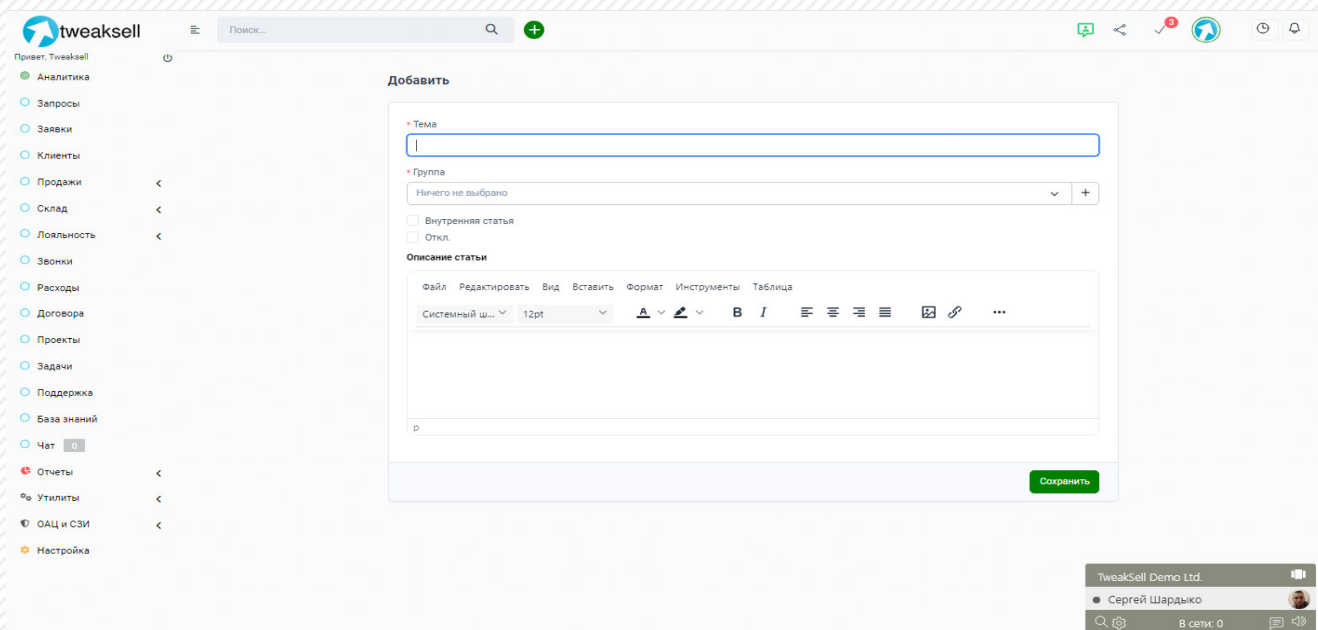 tweaksell
Поиск...
3
Привет, Tweaksell
Аналитика
Запросы
Заявки
Клиенты
Продажи
Склад
Лояльность
Звонки
Расходы
Договора
Проекты
Задачи
Поддержка
База знаний
Чат 0
Отчеты
Утилиты
ОАЦ и СЗИ
Настройка
Добавить
* Тема
* Группа
Ничего не выбрано
Внутренняя статья
Откл.
Описание статьи
Файл Редактировать Вид Вставить Формат Инструменты Таблица
Системный ш... 12pt A B I
p
Сохранить
TweakSell Demo Ltd.
Сергей Шардыко
В сети: 0